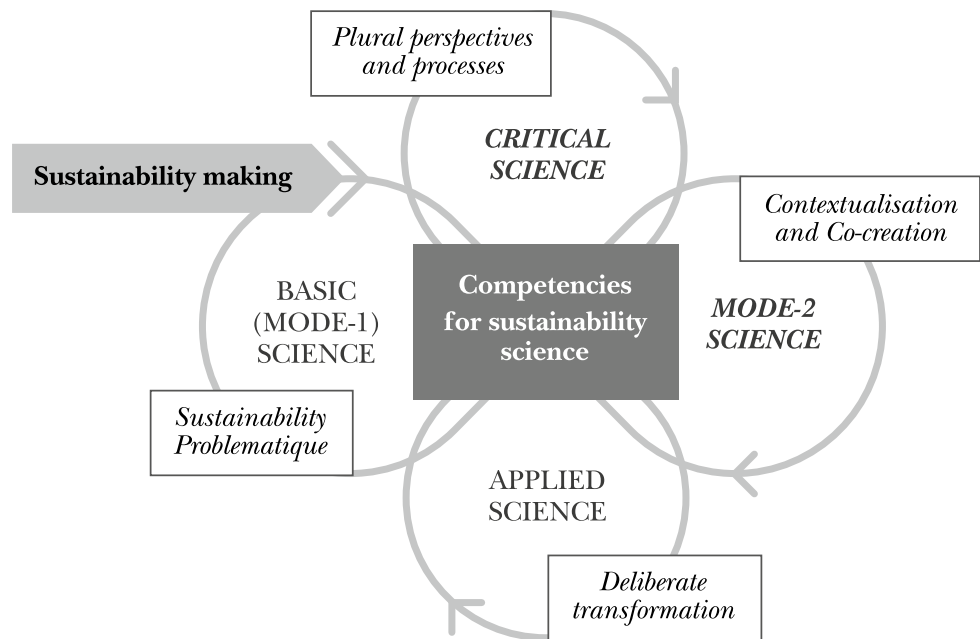 Plural perspectives
and processes
CRITICAL
SCIENCE
Sustainability making
Contextualisation
and Co-creation
BASIC
(MODE-1)
SCIENCE
Competencies
for sustainability
science
MODE-2
SCIENCE
Sustainability
Problematique
APPLIED
SCIENCE
Deliberate
transformation